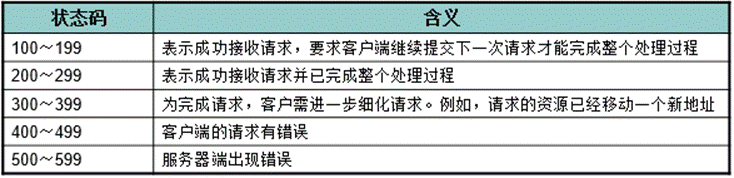 状态码 含义
100～199 表示成功接收请求，要求客户端继续提交下一次请求才能完成整个处理过程
200～299 表示成功接收请求并已完成整个处理过程
300～399 为完成请求，客户需进一步细化请求。例如，请求的资源已经移动一个新地址
400～499 客户端的请求有错误
500～599 服务器端出现错误